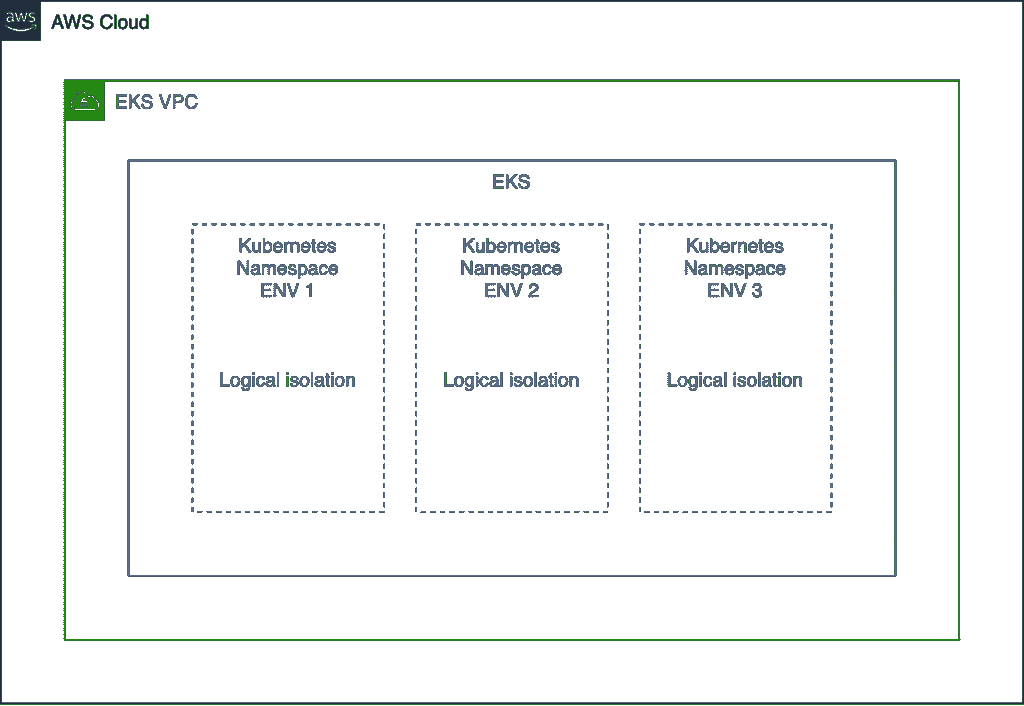 aws
AWS Cloud
EKS VPC
EKS
Kubernetes
Namespace
ENV 1
Logical isolation
Kubernetes
Namespace
ENV 2
Logical isolation
Kubernetes
Namespace
ENV 3
Logical isolation